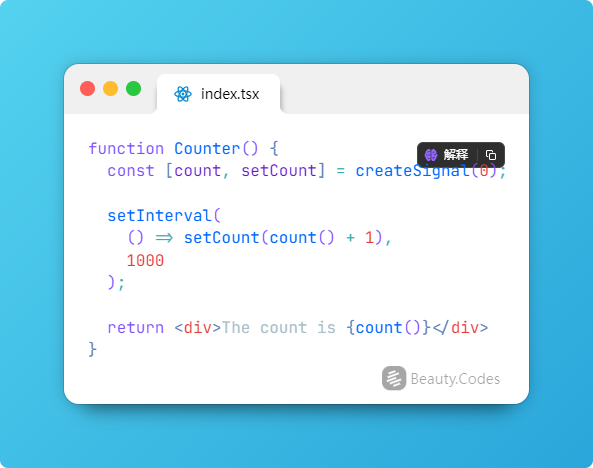 index.tsx
解释
function Counter() {
const [count, setCount] = createSignal(0);
setInterval(
() => setCount(count() + 1),
1000
);
return <div>The count is {count()}</div>
}
Beauty.Codes